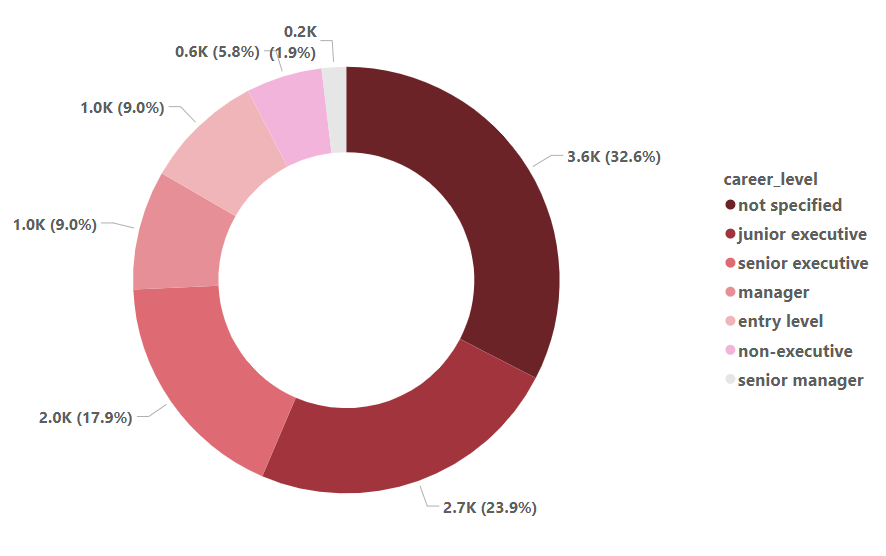 0.2K
(1.9%)
0.6K (5.8%)
1.0K (9.0%)
3.6K (32.6%)
career_level
not specified
1.0K (9.0%)
junior executive
senior executive
manager
entry level
non-executive
senior manager
2.0K (17.9%)
2.7K (23.9%)